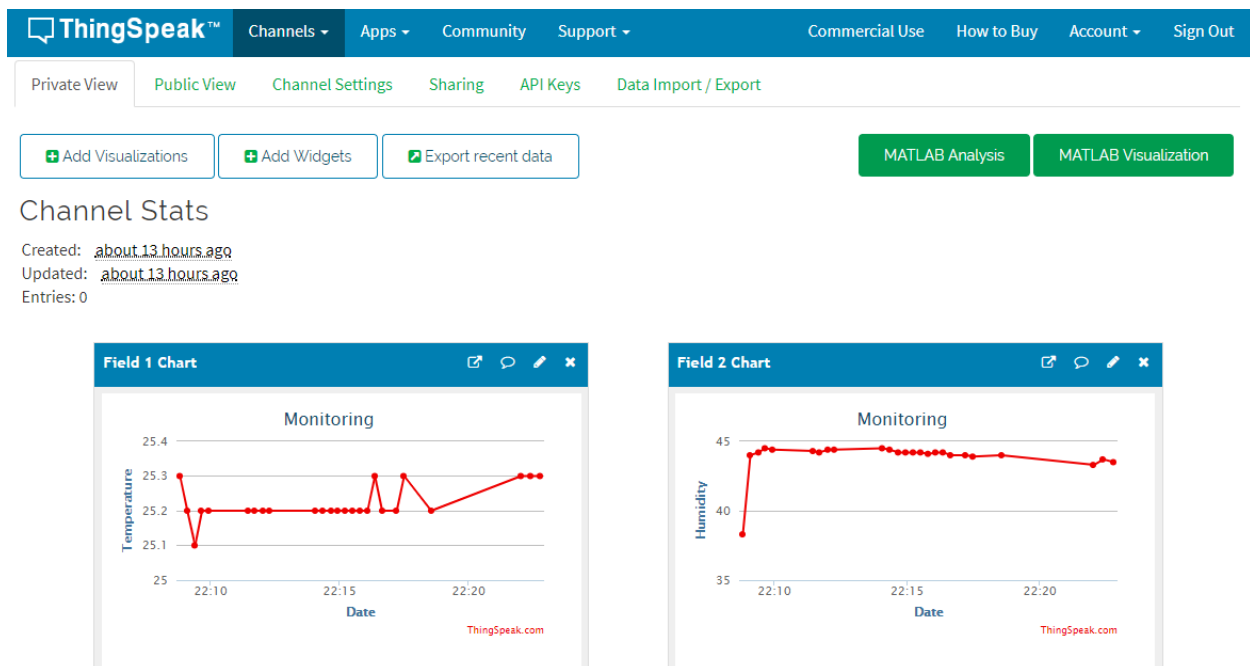 ThingSpeak™ Channels Apps Community Support Commercial Use How to Buy Account Sign Out
Private View Public View Channel Settings Sharing API Keys Data Import / Export
Add Visualizations Add Widgets Export recent data MATLAB Analysis MATLAB Visualization
Channel Stats
Created: about 13 hours ago
Updated: about 13 hours ago
Entries: 0
Field 1 Chart
Monitoring
Temperature
25.4
25.3
25.2
25.1
25
22:10 22:15 22:20
Date
ThingSpeak.com
Field 2 Chart
Monitoring
Humidity
45
40
35
22:10 22:15 22:20
Date
ThingSpeak.com